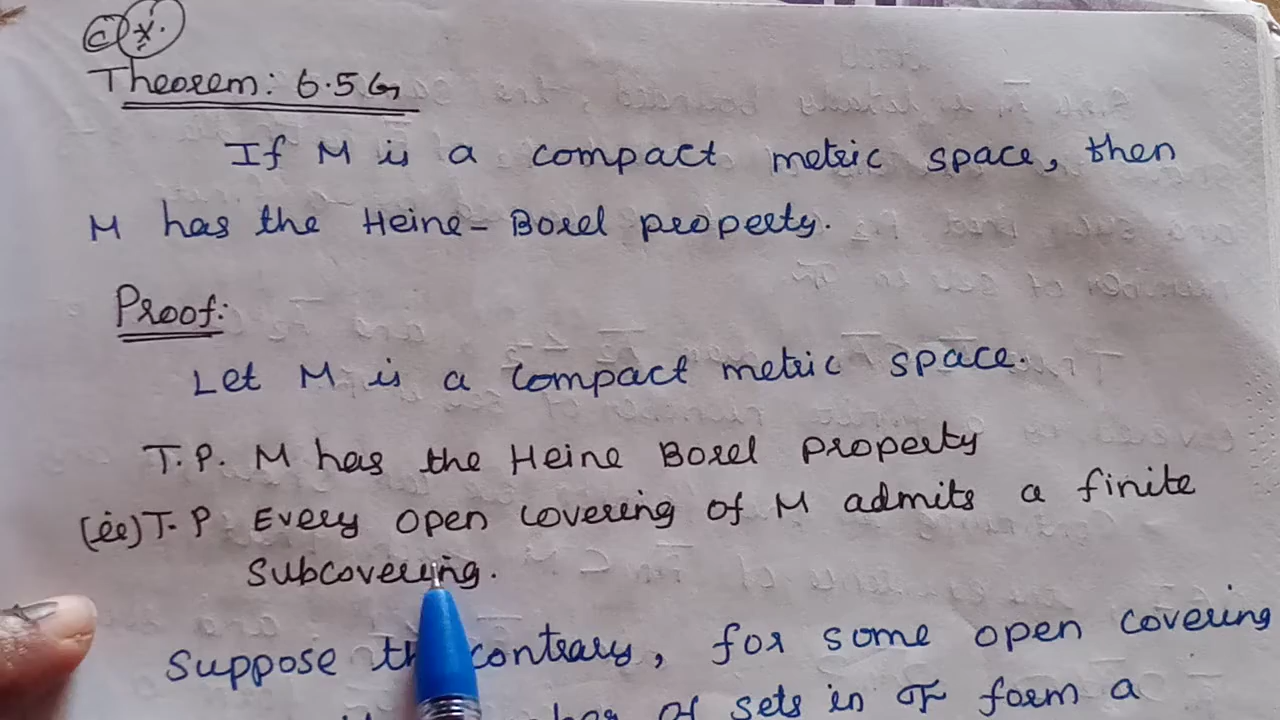 C *
Theorem: 6.5G
If M is a compact metric space, then
M has the Heine-Borel property.
Proof:
Let M is a compact metric space.
T.P. M has the Heine Borel property
(ie) T.P Every open covering of M admits a finite
subcovering.
Suppose contrary, for some open covering
of sets in form a